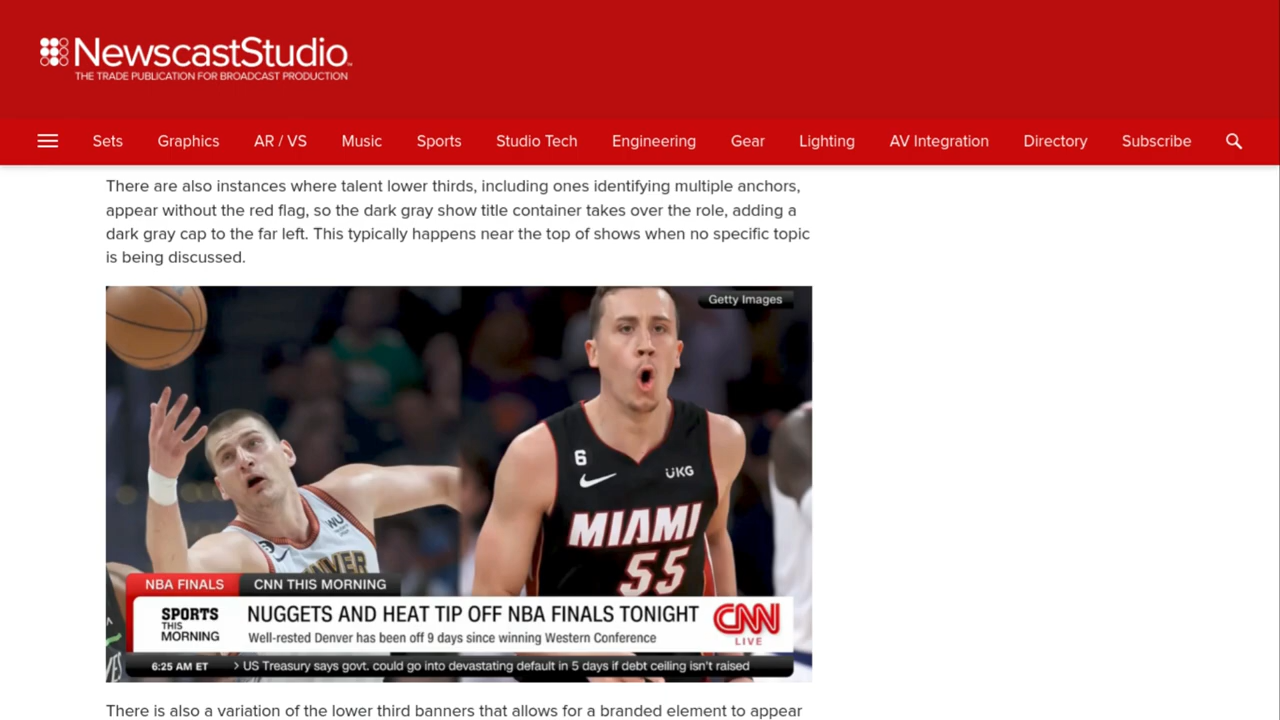 NewscastStudio
THE TRADE PUBLICATION FOR BROADCAST PRODUCTION
Sets Graphics AR / VS Music Sports Studio Tech Engineering Gear Lighting AV Integration Directory Subscribe
There are also instances where talent lower thirds, including ones identifying multiple anchors,
appear without the red flag, so the dark gray show title container takes over the role, adding a
dark gray cap to the far left. This typically happens near the top of shows when no specific topic
is being discussed.
Getty Images
6
UKG
MIAMI
55
WU
NBA FINALS CNN THIS MORNING
SPORTS
THIS
MORNING
NUGGETS AND HEAT TIP OFF NBA FINALS TONIGHT
Well-rested Denver has been off 9 days since winning Western Conference
CNN
LIVE
6:25 AM ET > US Treasury says govt. could go into devastating default in 5 days if debt ceiling isn't raised
There is also a variation of the lower third banners that allows for a branded element to appear